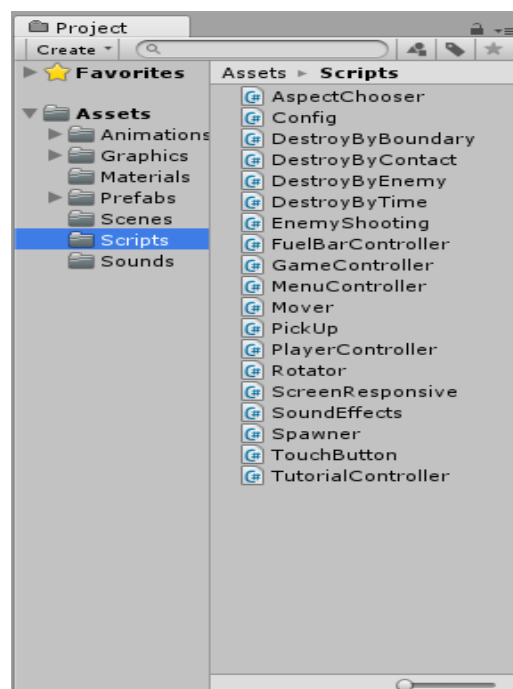 Project
Create
Favorites
Assets
Animations
Graphics
Materials
Prefabs
Scenes
Scripts
Sounds
Assets Scripts
AspectChooser
Config
DestroyByBoundary
DestroyByContact
DestroyByEnemy
DestroyByTime
EnemyShooting
FuelBarController
GameController
MenuController
Mover
PickUp
PlayerController
Rotator
ScreenResponsive
SoundEffects
Spawner
TouchButton
TutorialController